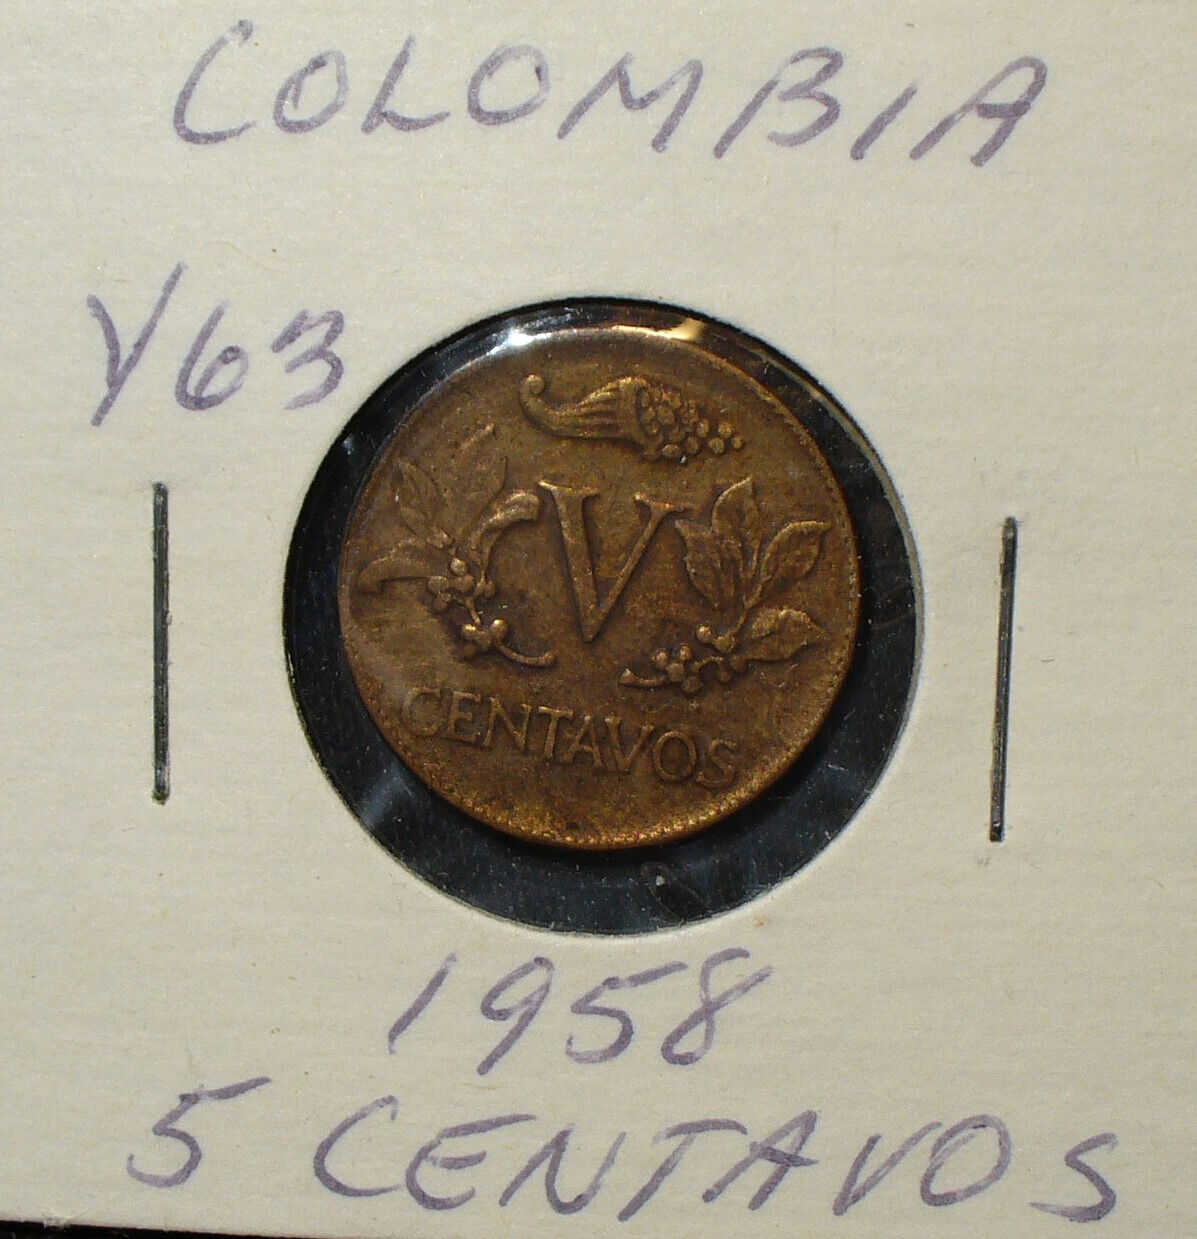 COLOMBIA
Y63
V
CENTAVOS
1958
5 CENTAVOS